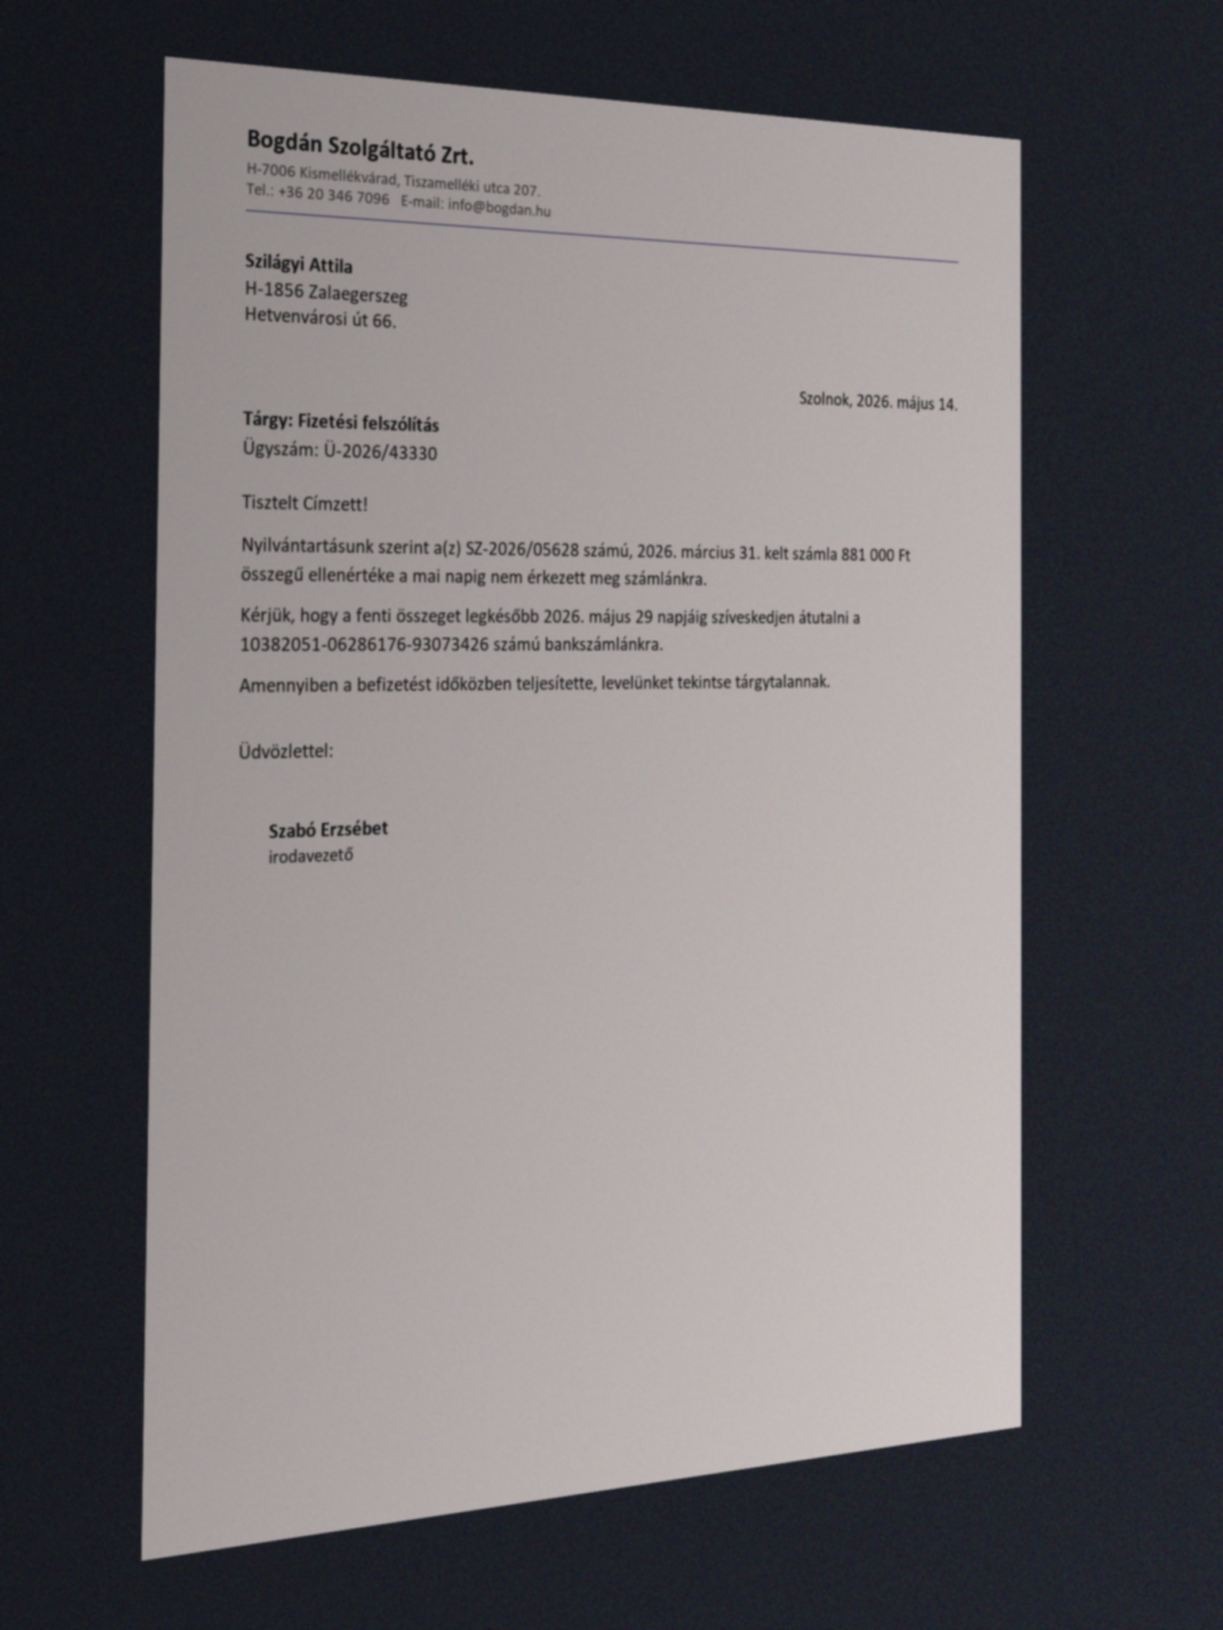 Bogdán Szolgáltató Zrt.
H-7006 Kismellékvárad, Tiszamelléki utca 207.
Tel.: +36 20 346 7096 E-mail: info@bogdan.hu
Szilágyi Attila
H-1856 Zalaegerszeg
Hetvenvárosi út 66.
Szolnok, 2026. május 14.
Tárgy: Fizetési felszólítás
Ügyszám: Ü-2026/43330
Tisztelt Címzett!
Nyilvántartásunk szerint a(z) SZ-2026/05628 számú, 2026. március 31. kelt számla 881 000 Ft
összegű ellenértéke a mai napig nem érkezett meg számlánkra.
Kérjük, hogy a fenti összeget legkésőbb 2026. május 29 napjáig szíveskedjen átutalni a
10382051-06286176-93073426 számú bankszámlánkra.
Amennyiben a befizetést időközben teljesítette, levelünket tekintse tárgytalannak.
Üdvözlettel:
Szabó Erzsébet
irodavezető